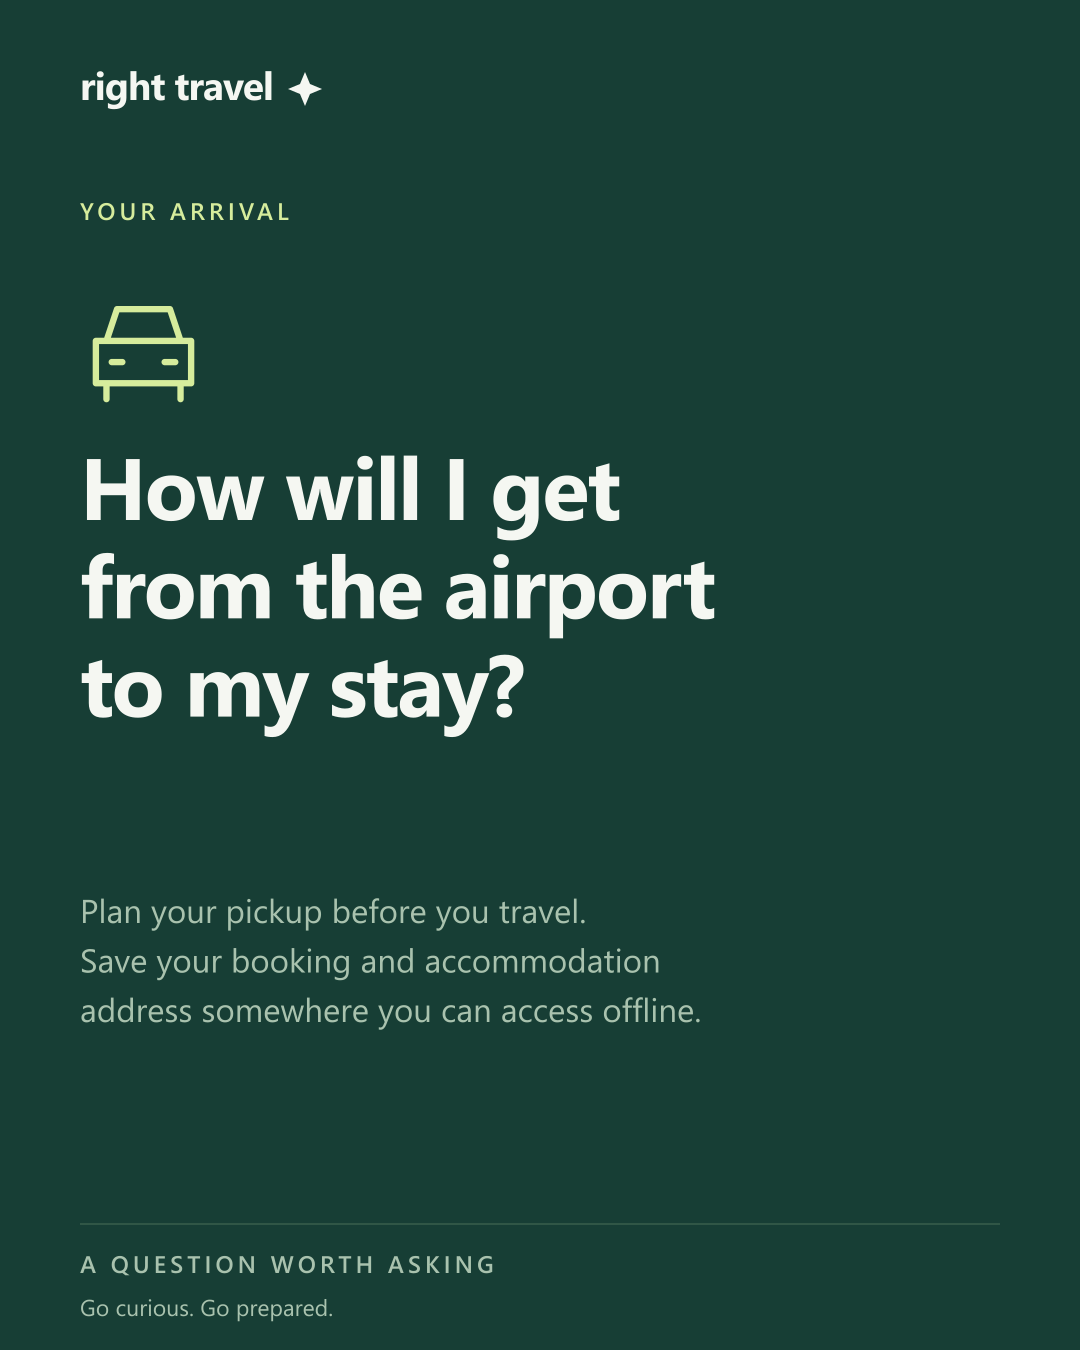 right travel
YOUR ARRIVAL
How will I get
from the airport
to my stay?
Plan your pickup before you travel.
Save your booking and accommodation
address somewhere you can access offline.
A QUESTION WORTH ASKING
Go curious. Go prepared.